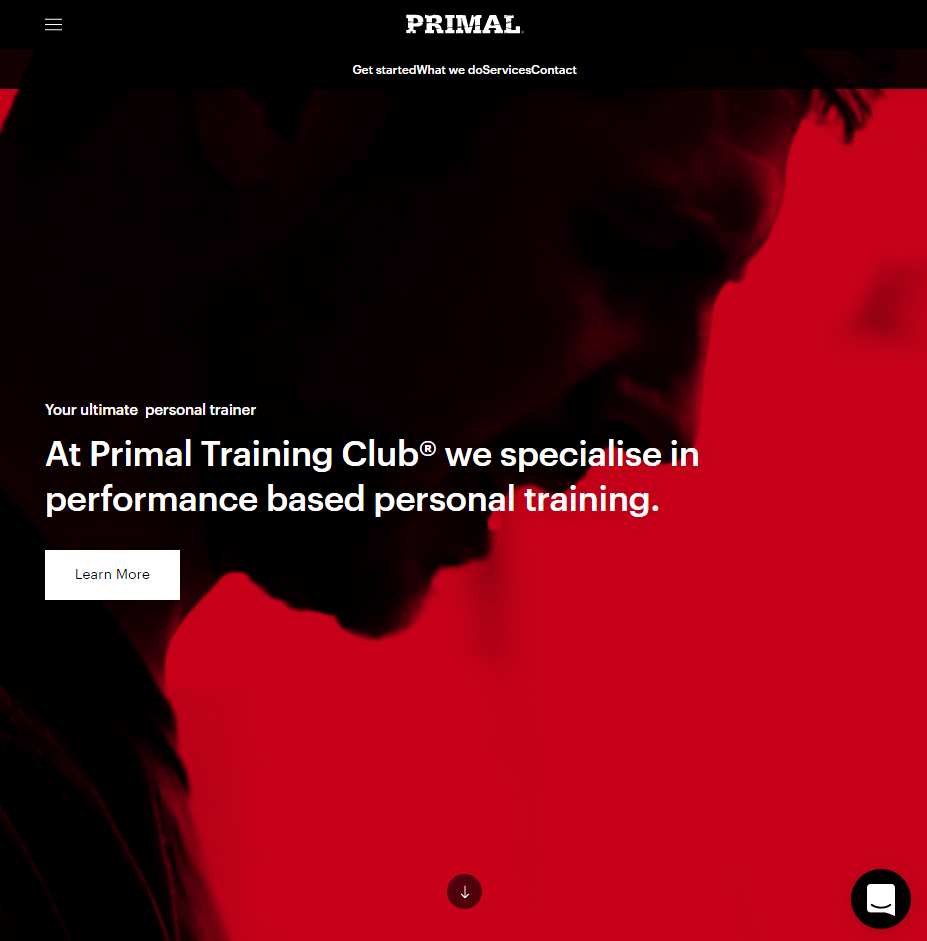 PRIMAL
Get startedWhat we doServicesContact
Your ultimate  personal trainer
At Primal Training Club® we specialise in
performance based personal training.
Learn More